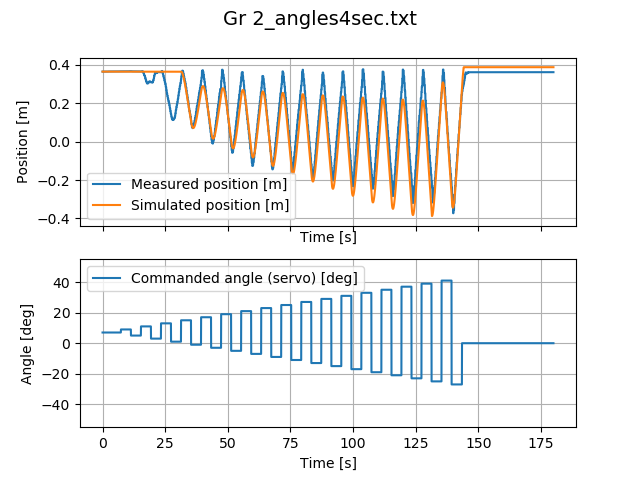 Gr 2_angles4sec.txt
0.4
0.2
0.0
−0.2
−0.4
Position [m]
Measured position [m]
Simulated position [m]
Time [s]
40
20
0
−20
−40
Angle [deg]
Commanded angle (servo) [deg]
0 25 50 75 100 125 150 175
Time [s]